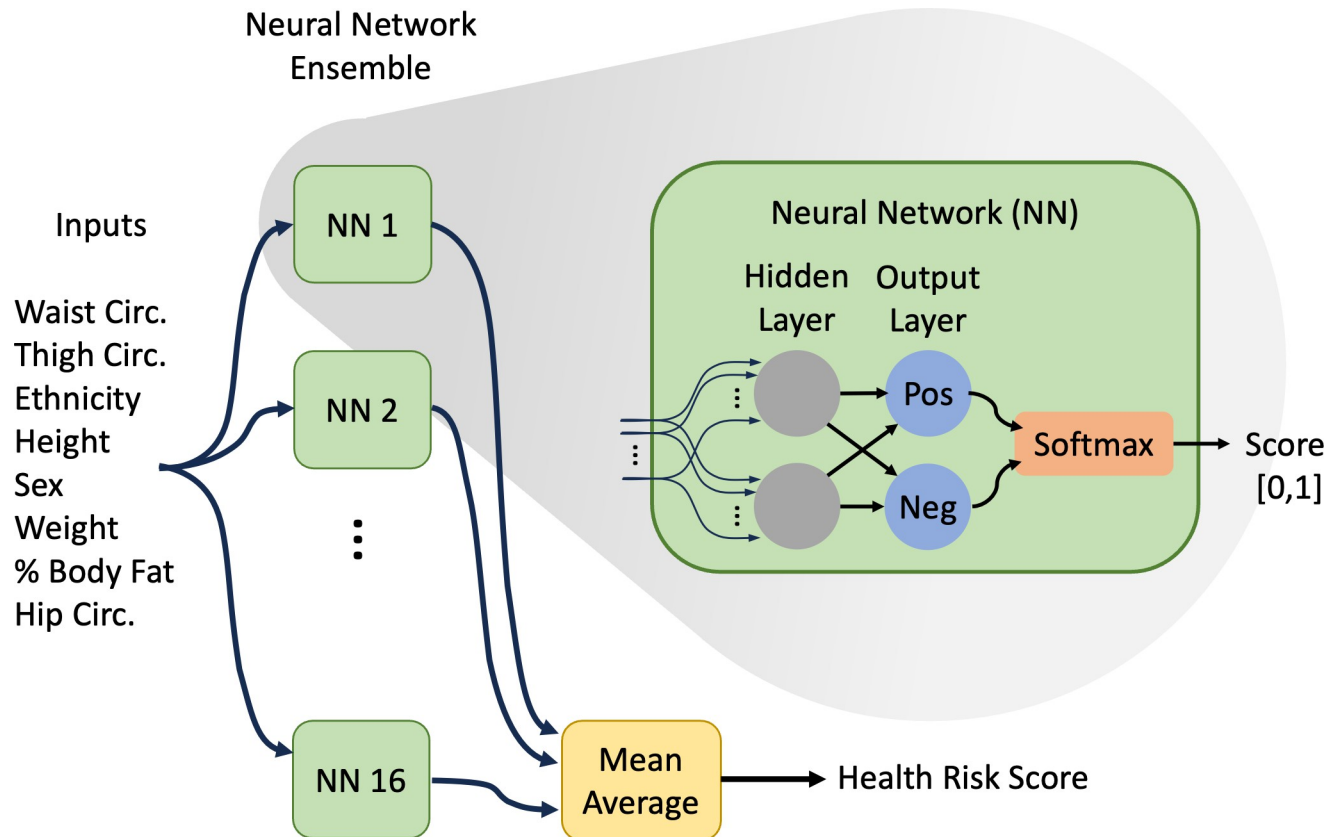 Neural Network
Ensemble
Inputs
Waist Circ.
Thigh Circ.
Ethnicity
Height
Sex
Weight
% Body Fat
Hip Circ.
NN 1
NN 2
...
NN 16
Neural Network (NN)
Hidden
Layer
Output
Layer
...
...
...
Pos
Neg
Softmax
Score
[0,1]
Mean
Average
Health Risk Score